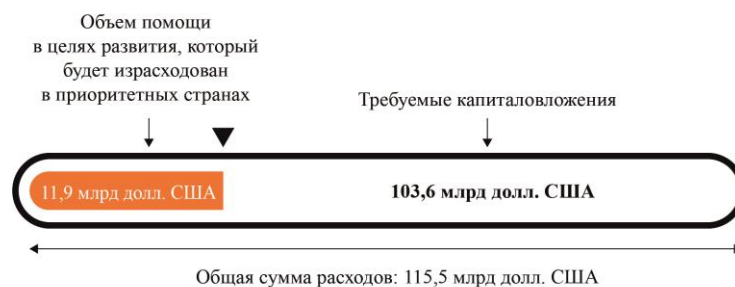 Объем помощи
в целях развития, который
будет израсходован
в приоритетных странах
Требуемые капиталовложения
11,9 млрд долл. США
103,6 млрд долл. США
Общая сумма расходов: 115,5 млрд долл. США